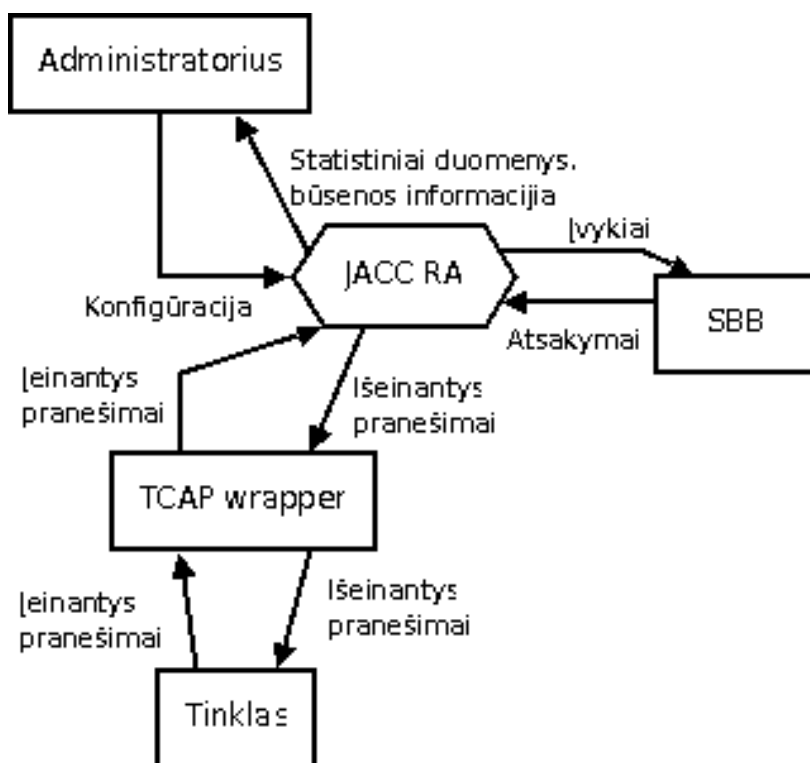 Administratorius
Statistiniai duomenys.
būsenos informacijia
Įvykiai
JACC RA
SBB
Konfigūracija
Atsakymai
Įeinantys
pranešimai
Išeinantys
pranešimai
TCAP wrapper
Įeinantys
pranešimai
Išeinantys
pranešimai
Tinklas